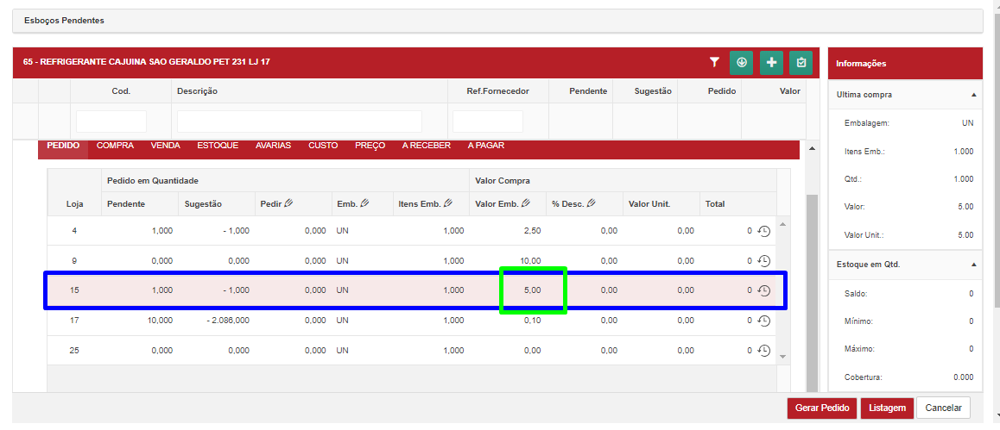 Esboços Pendentes
65 - REFRIGERANTE CAJUINA SAO GERALDO PET 231 LJ 17
Cod. Descrição Ref.Fornecedor Pendente Sugestão Pedido Valor
PEDIDO COMPRA VENDA ESTOQUE AVARIAS CUSTO PREÇO A RECEBER A PAGAR
Pedido em Quantidade Valor Compra
Loja Pendente Sugestão Pedir Emb. Itens Emb. Valor Emb. % Desc. Valor Unit. Total
4 1,000 - 1,000 0,000 UN 1,000 2,50 0,00 0,00 0
9 0,000 0,000 0,000 UN 1,000 10,00 0,00 0,00 0
15 1,000 - 1,000 0,000 UN 1,000 5,00 0,00 0,00 0
17 10,000 - 2.086,000 0,000 UN 1,000 0,10 0,00 0,00 0
25 0,000 0,000 0,000 UN 1,000 0,00 0,00 0,00 0
Informações
Ultima compra
Embalagem: UN
Itens Emb.: 1.000
Qtd.: 1.000
Valor: 5.00
Valor Unit.: 5.00
Estoque em Qtd.
Saldo: 0
Mínimo: 0
Máximo: 0
Cobertura: 0.000
Gerar Pedido Listagem Cancelar